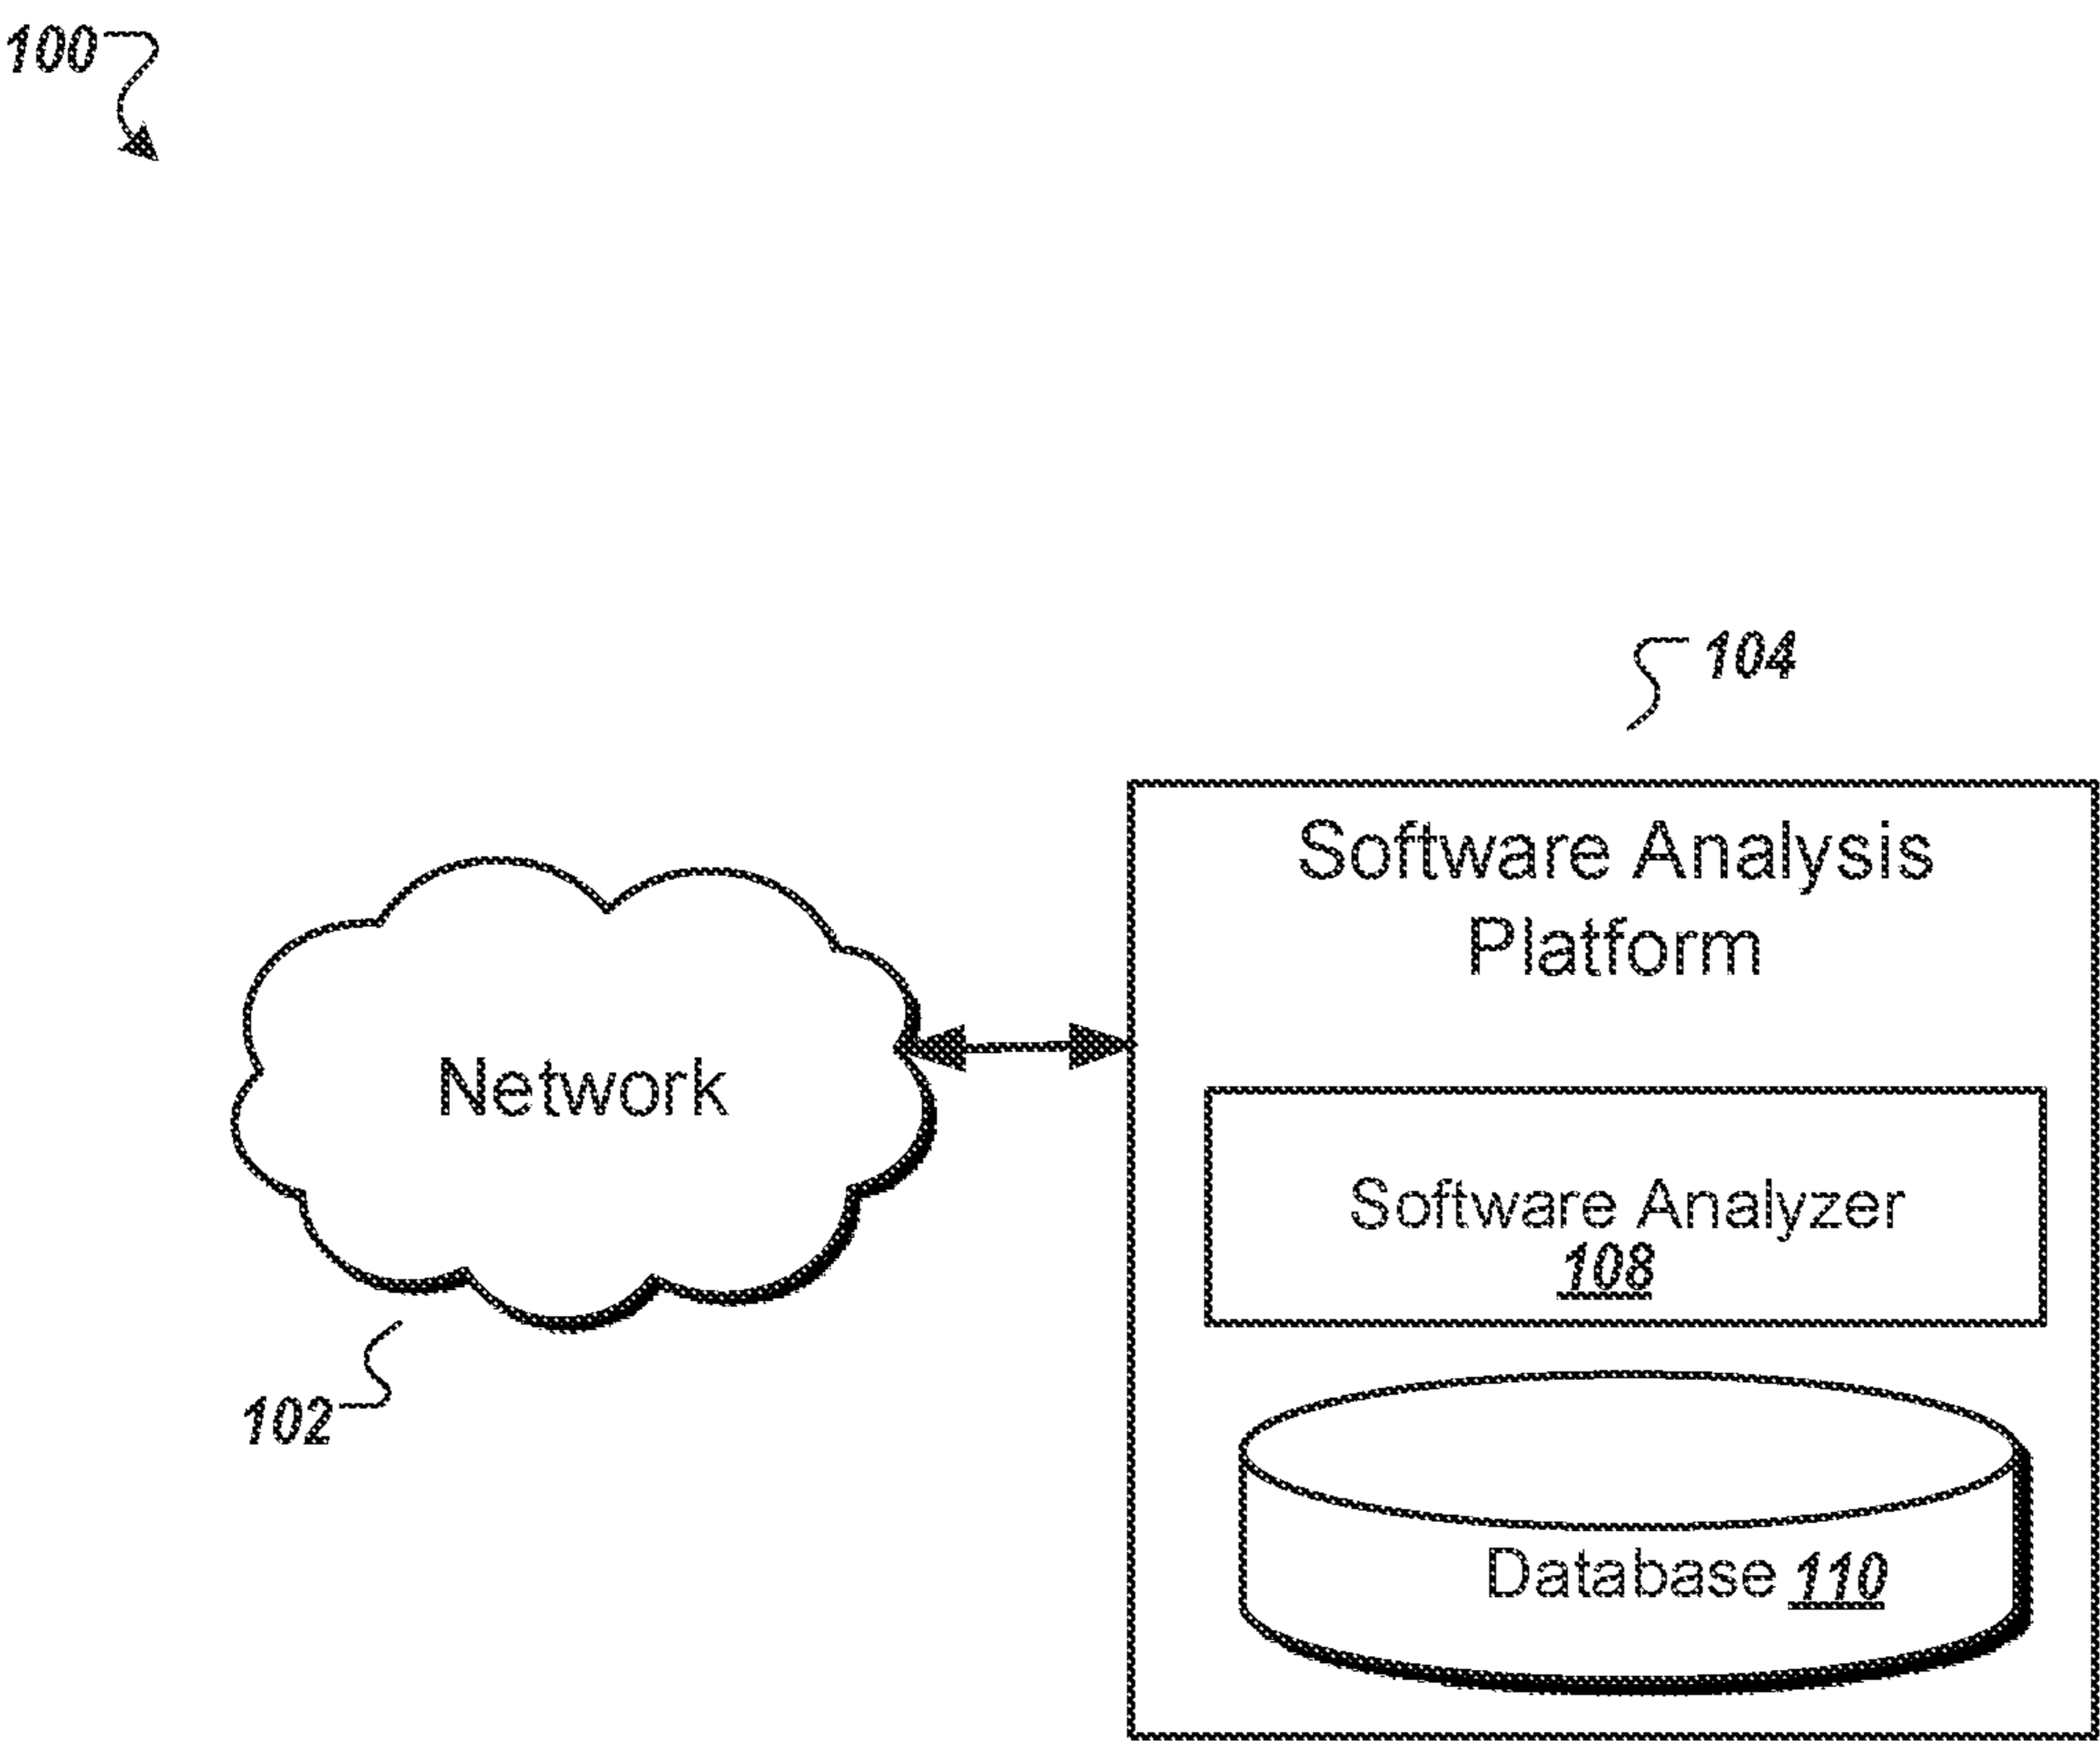 100
104
Software Analysis
Platform
Network
Software Analyzer
108
102
Database 110